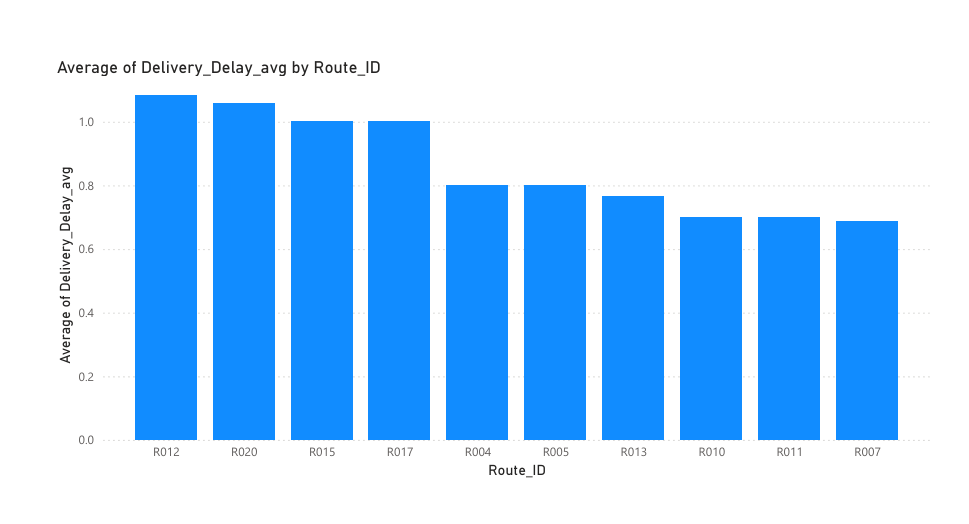 Average of Delivery_Delay_avg by Route_ID
Average of Delivery_Delay_avg
1.0
0.8
0.6
0.4
0.2
0.0
R012 R020 R015 R017 R004 R005 R013 R010 R011 R007
Route_ID